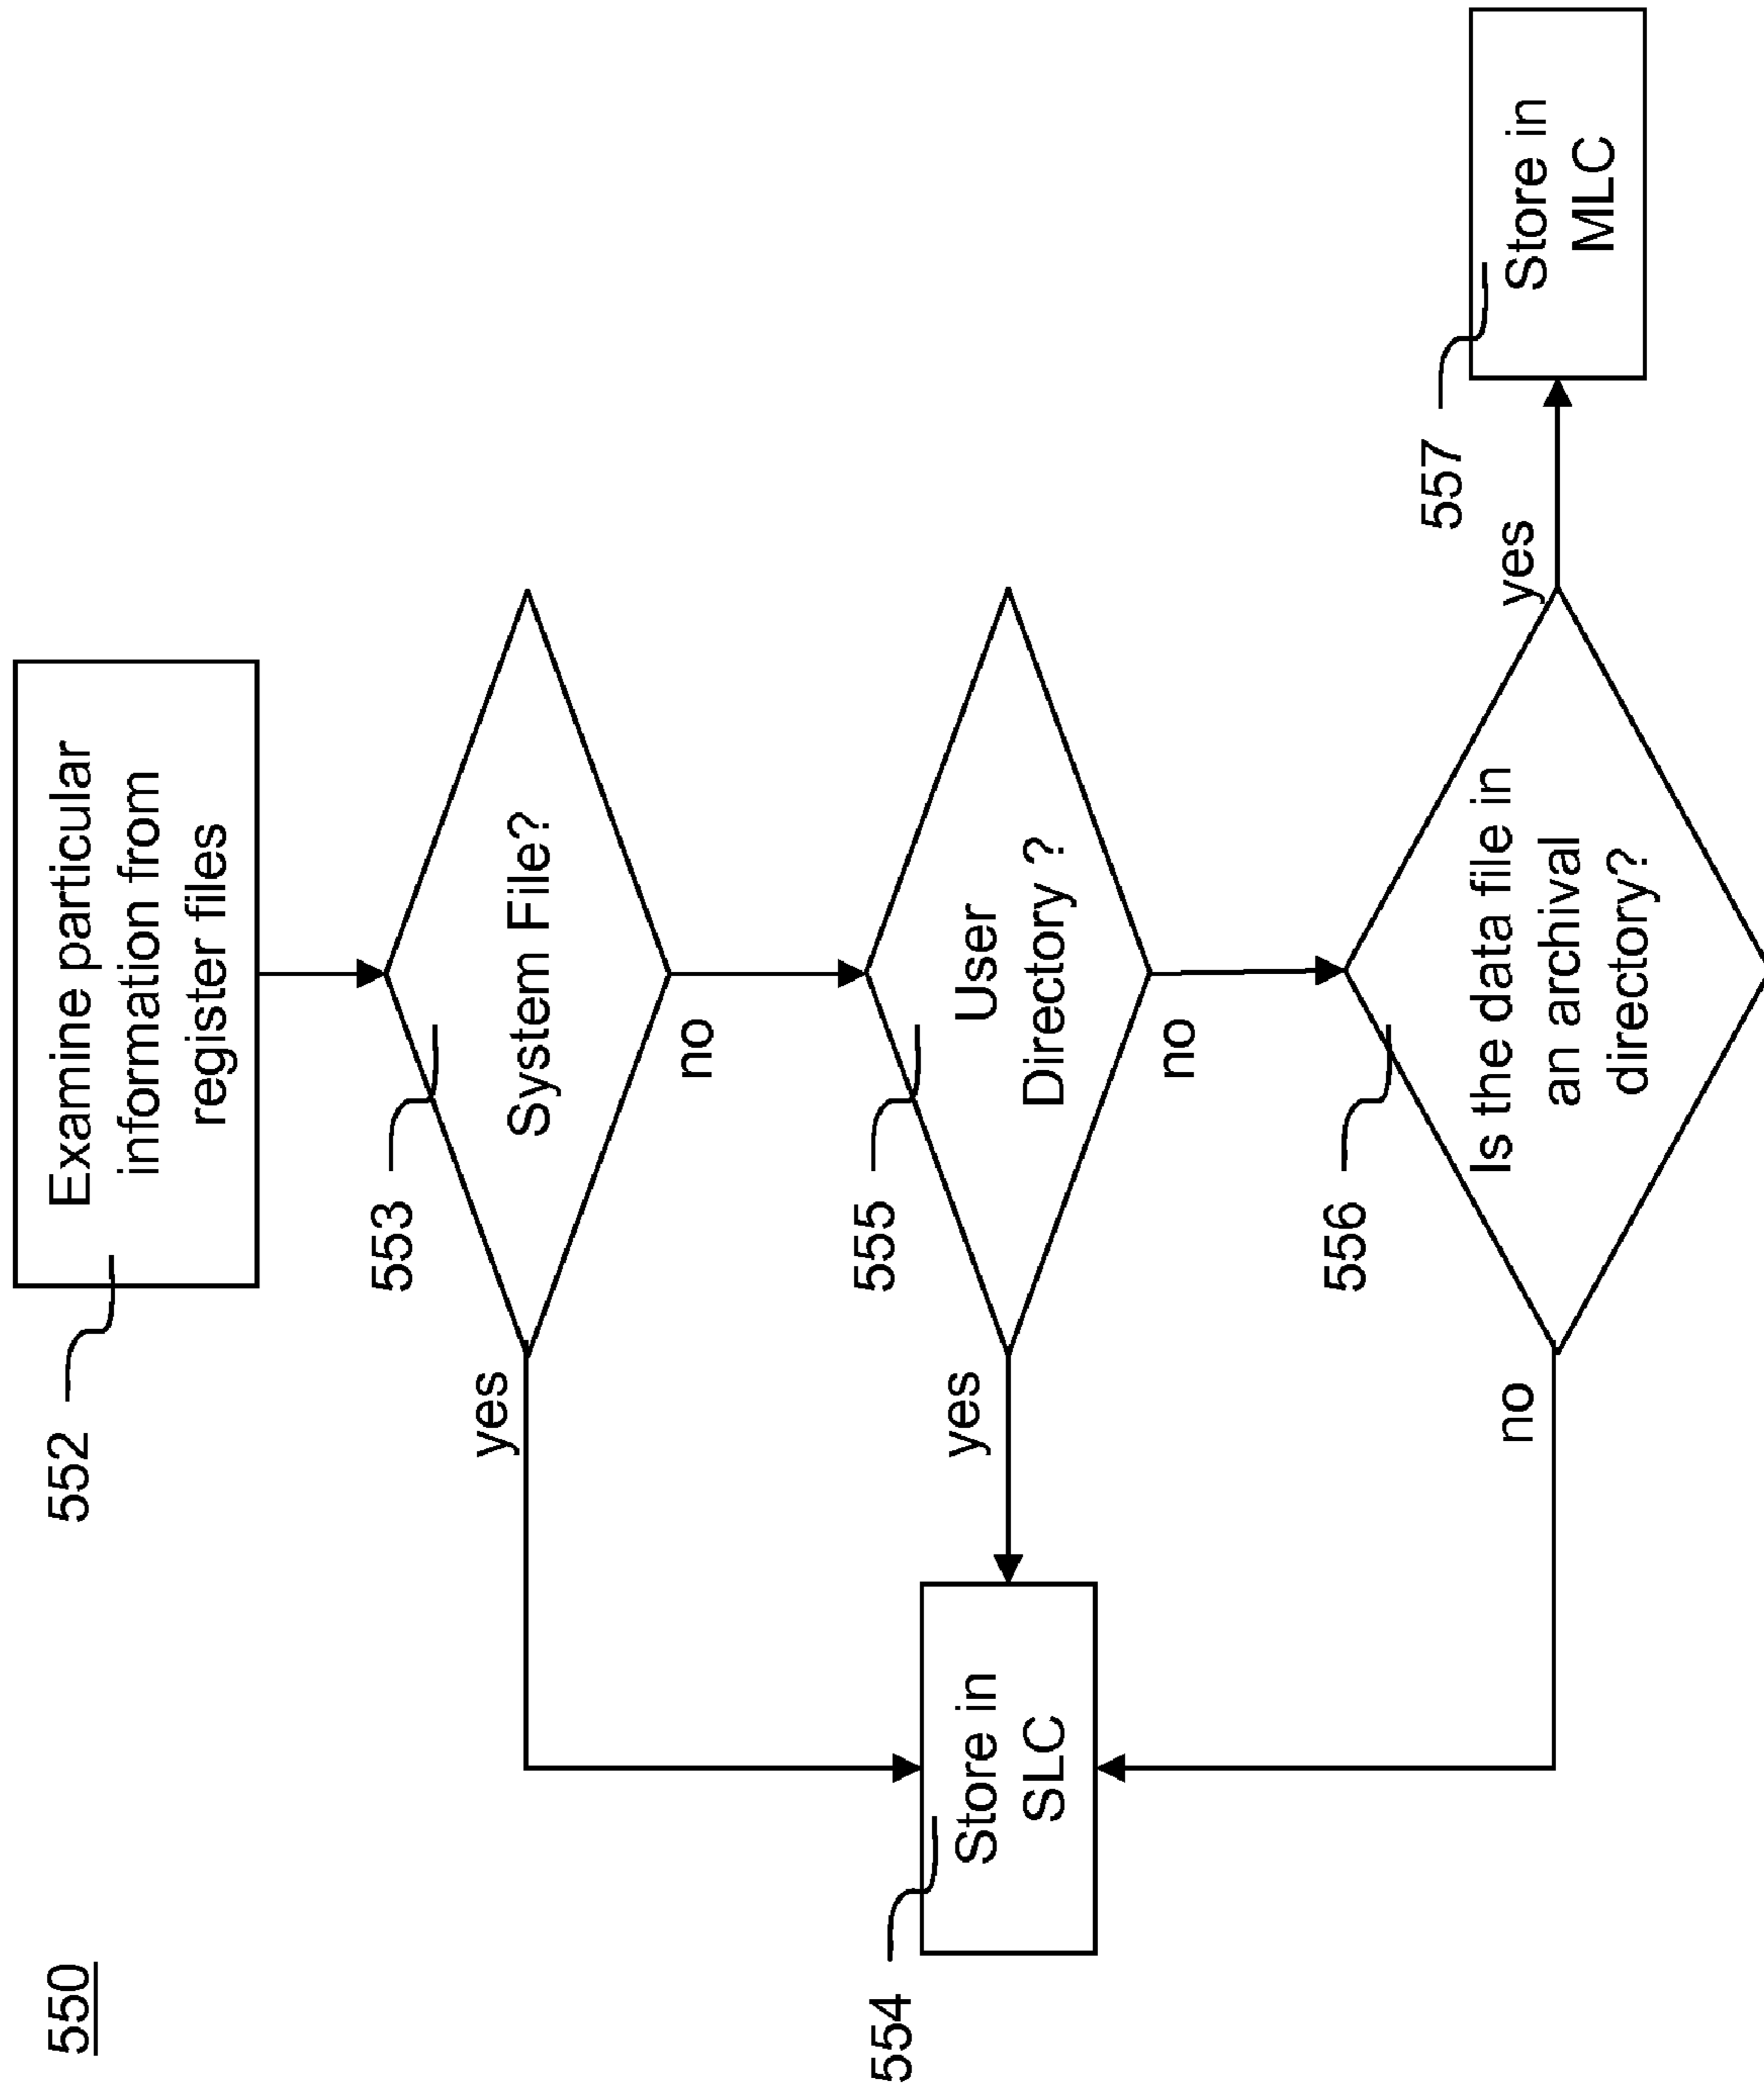 550
552
Examine particular
information from
register files
553
System File?
yes
no
554
Store in
SLC
555
User
Directory ?
yes
no
556
Is the data file in
an archival
directory?
no
yes
557
Store in
MLC